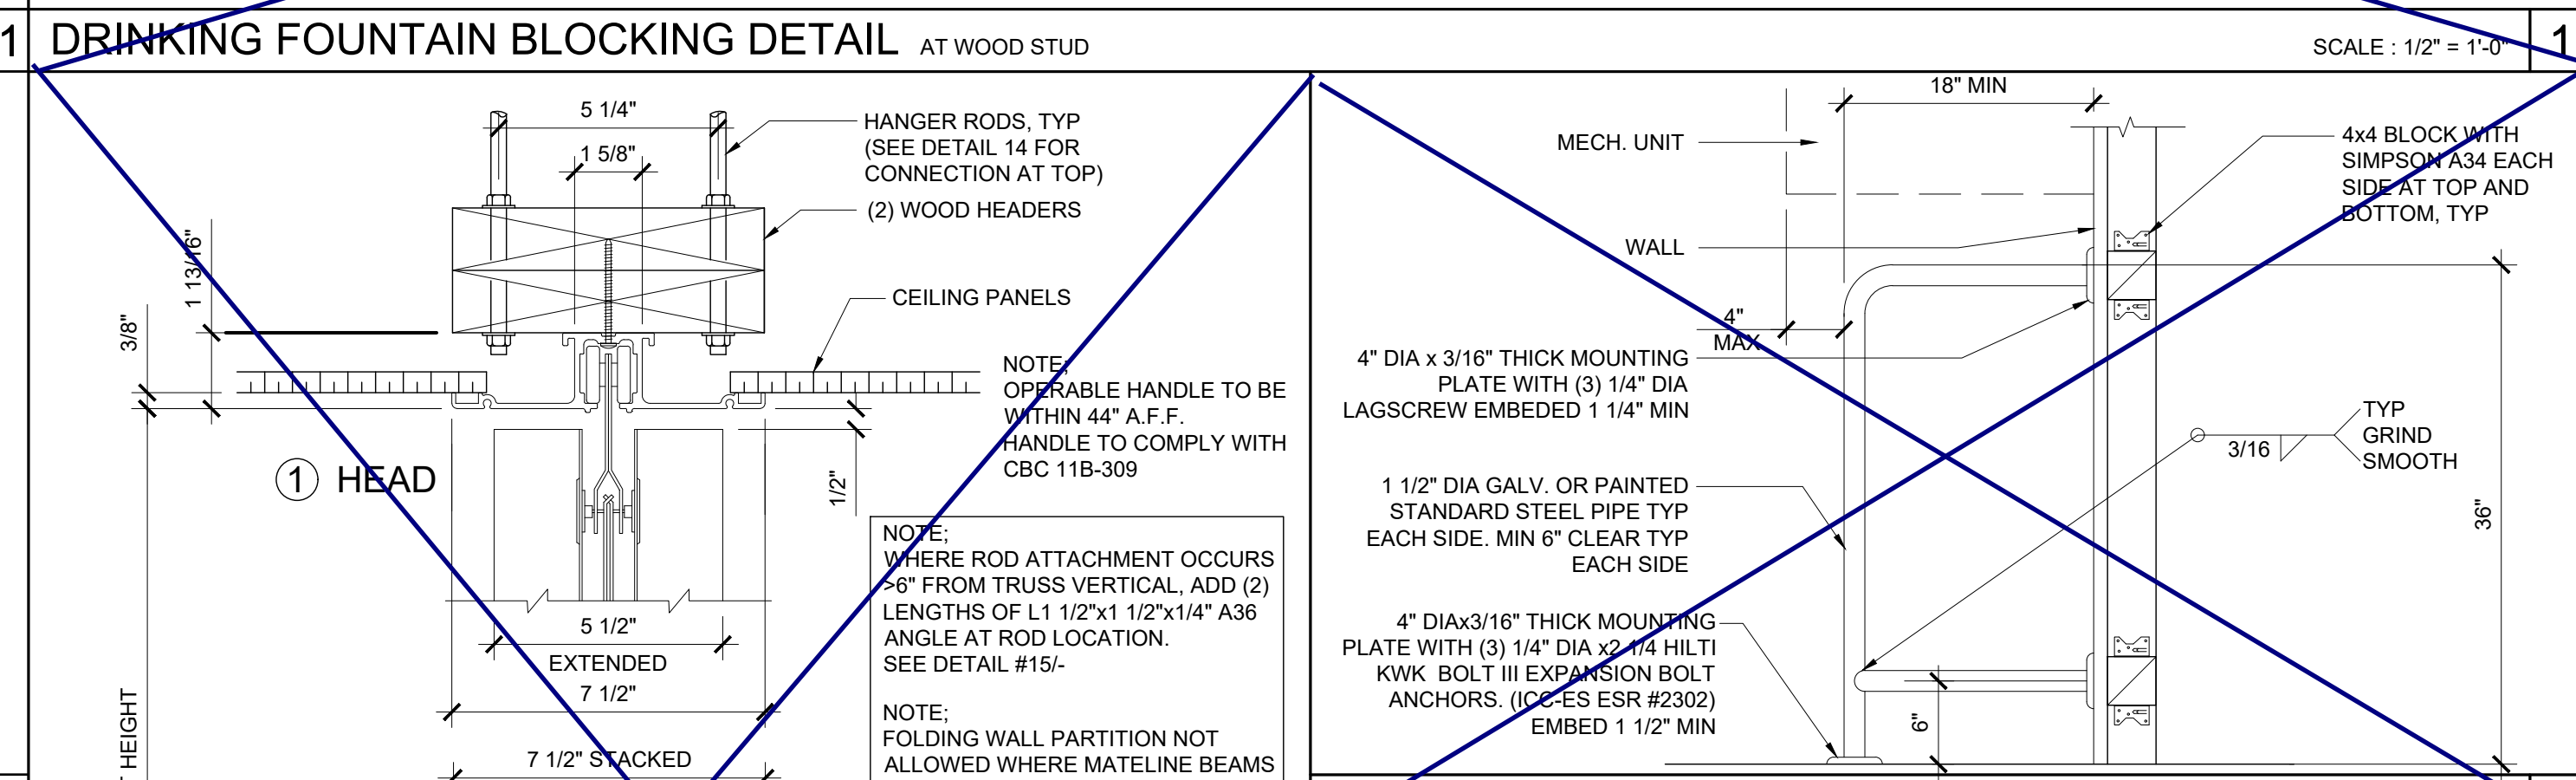 1
DRINKING FOUNTAIN BLOCKING DETAIL AT WOOD STUD
SCALE : 1/2" = 1'-0"
1
5 1/4"
1 5/8"
HANGER RODS, TYP
(SEE DETAIL 14 FOR
CONNECTION AT TOP)
(2) WOOD HEADERS
1 13/16"
3/8"
CEILING PANELS
NOTE;
OPERABLE HANDLE TO BE
WITHIN 44" A.F.F.
HANDLE TO COMPLY WITH
CBC 11B-309
1 HEAD
1/2"
NOTE;
WHERE ROD ATTACHMENT OCCURS
>6" FROM TRUSS VERTICAL, ADD (2)
LENGTHS OF L1 1/2"x1 1/2"x1/4" A36
ANGLE AT ROD LOCATION.
SEE DETAIL #15/-
NOTE;
FOLDING WALL PARTITION NOT
ALLOWED WHERE MATELINE BEAMS
5 1/2"
EXTENDED
7 1/2"
7 1/2" STACKED
HEIGHT
18" MIN
MECH. UNIT
4x4 BLOCK WITH
SIMPSON A34 EACH
SIDE AT TOP AND
BOTTOM, TYP
WALL
4"
MAX
4" DIA x 3/16" THICK MOUNTING
PLATE WITH (3) 1/4" DIA
LAGSCREW EMBEDED 1 1/4" MIN
TYP
GRIND
SMOOTH
3/16
1 1/2" DIA GALV. OR PAINTED
STANDARD STEEL PIPE TYP
EACH SIDE. MIN 6" CLEAR TYP
EACH SIDE
36"
4" DIAx3/16" THICK MOUNTING
PLATE WITH (3) 1/4" DIA x2 1/4 HILTI
KWK BOLT III EXPANSION BOLT
ANCHORS. (ICC-ES ESR #2302)
EMBED 1 1/2" MIN
6"